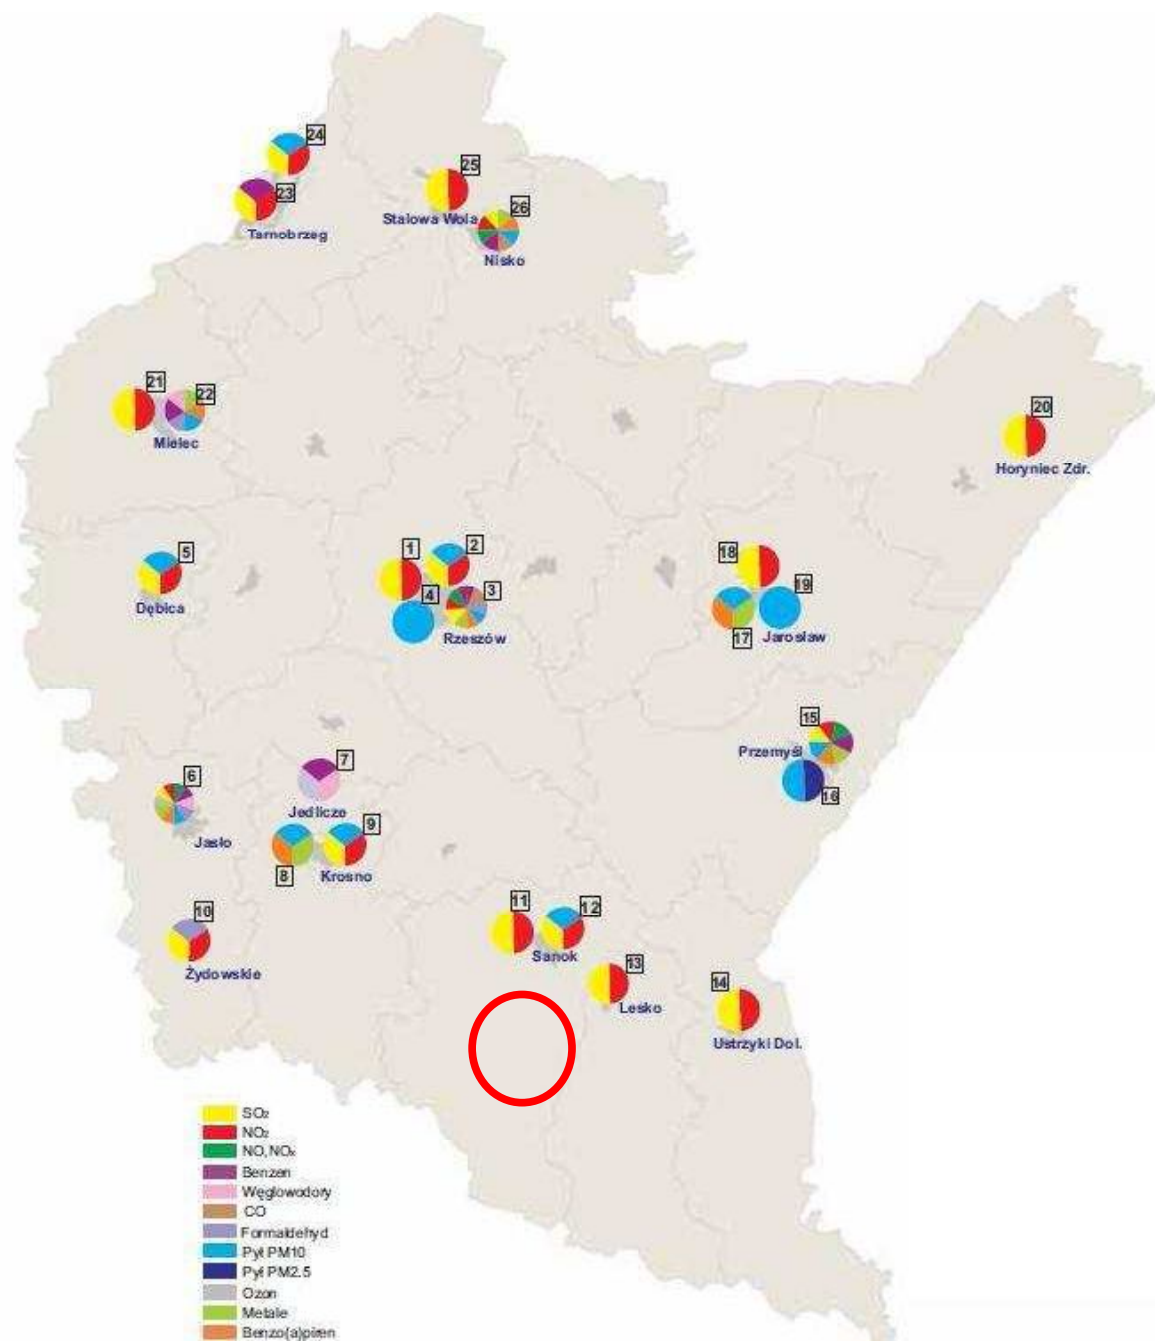 24
25
23
Stalowa Wola
26
Tarnobrzeg
Nisko
21
22
Mielec
20
Horyniec Zdr.
5
1
2
18
19
4
3
Dębica
Rzeszów
17
Jarosław
15
Przemyśl
7
6
16
Jedlicze
9
Jasło
8
Krosno
10
11
12
Sanok
13
Żydowskie
14
Lesko
Ustrzyki Dol.
SO₂
NO₂
NO,NOₓ
Benzen
Węglowodory
CO
Formaldehyd
Pył PM10
Pył PM2.5
Ozon
Metale
Benzo(a)piren